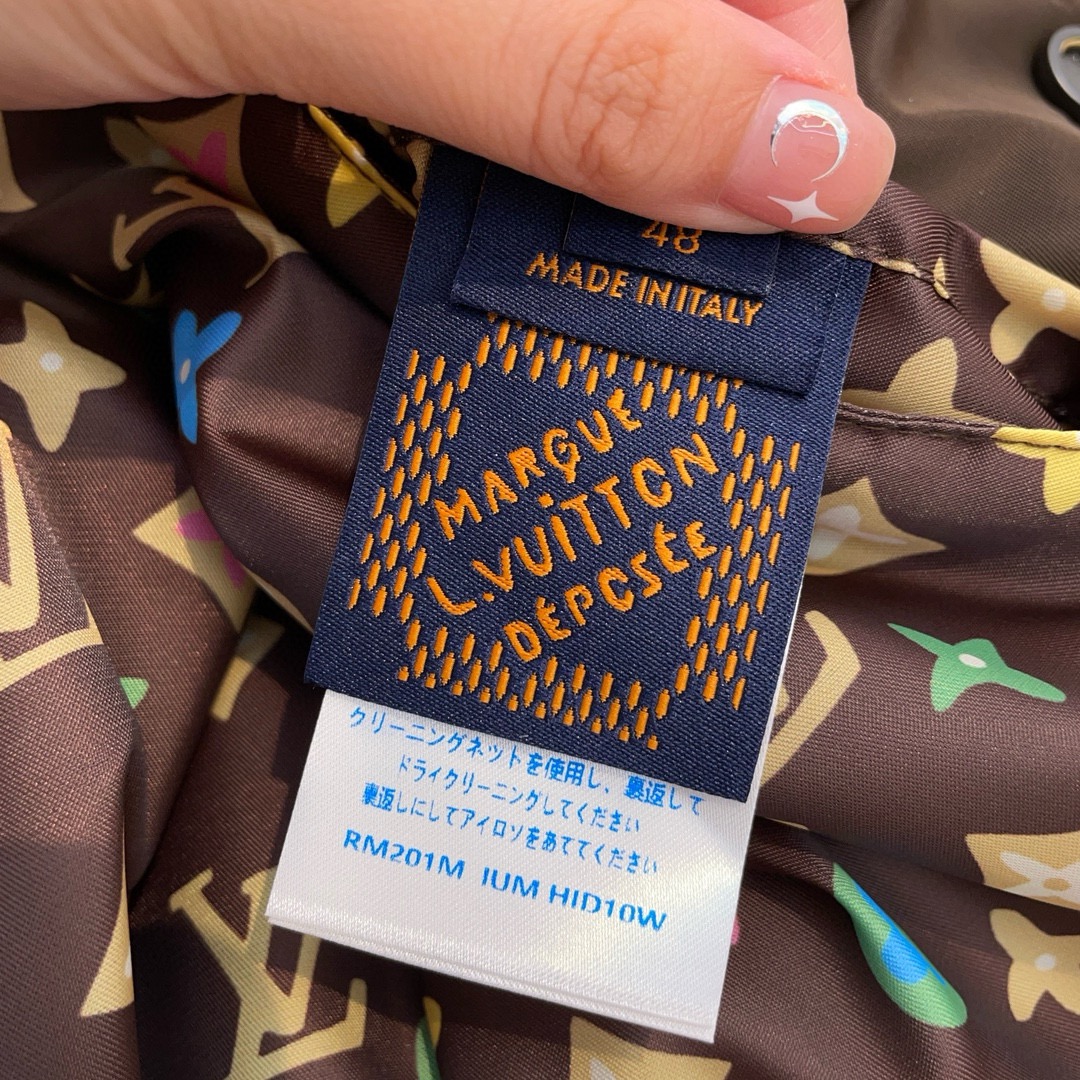 48
MADE IN ITALY
MARQUE
L.VUITTON
DÉPOSÉE
クリーニングネットを使用し、裏返して
ドライクリーニングしてください
裏返しにしてアイロソをあててください
RM201M IUM HID10W
LV
LV